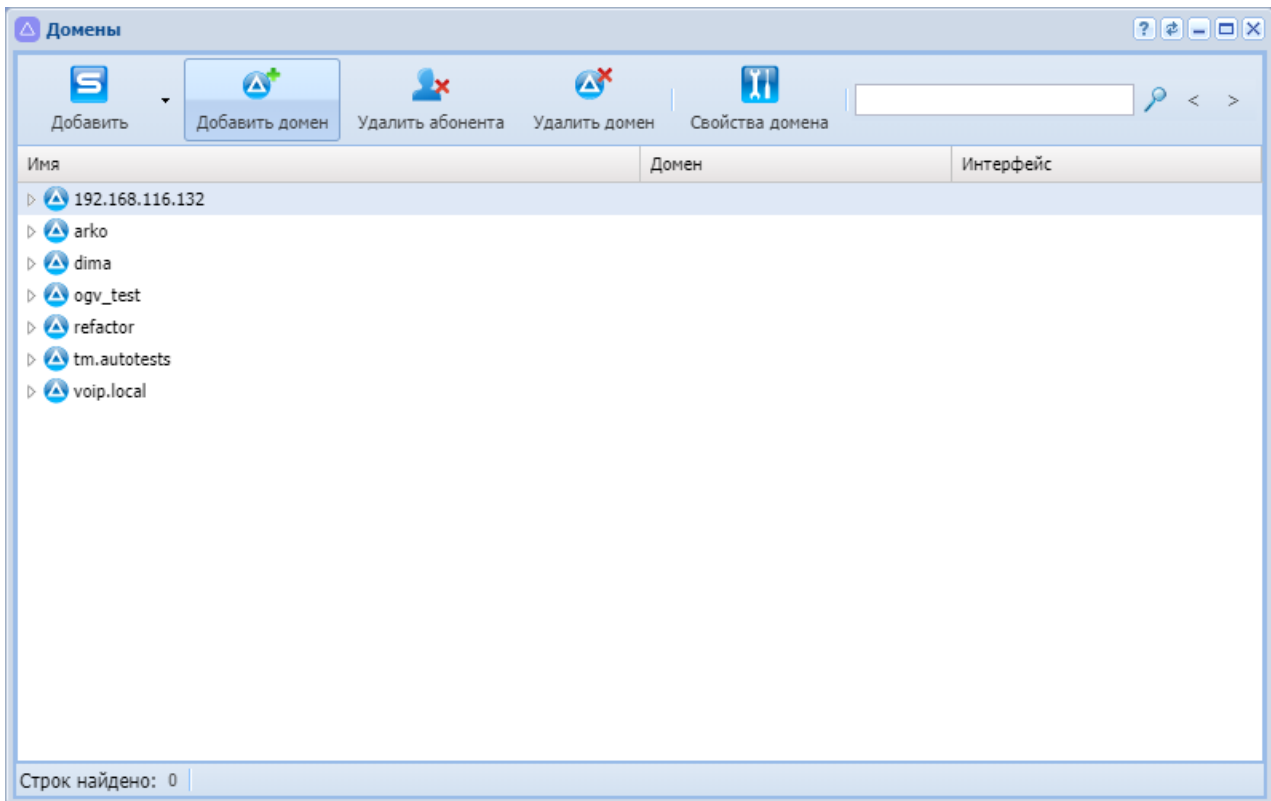 Домены
Добавить
Добавить домен
Удалить абонента
Удалить домен
Свойства домена
< >
Имя Домен Интерфейс
192.168.116.132
arko
dima
ogv_test
refactor
tm.autotests
voip.local
Строк найдено: 0